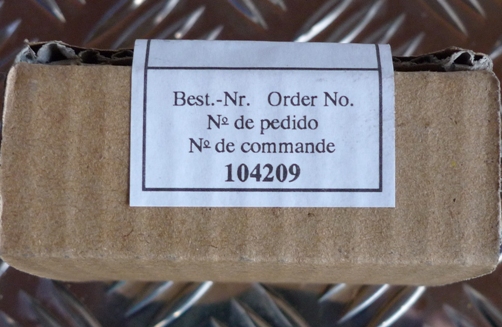 Best.-Nr. Order No.
Nº de pedido
Nº de commande
104209